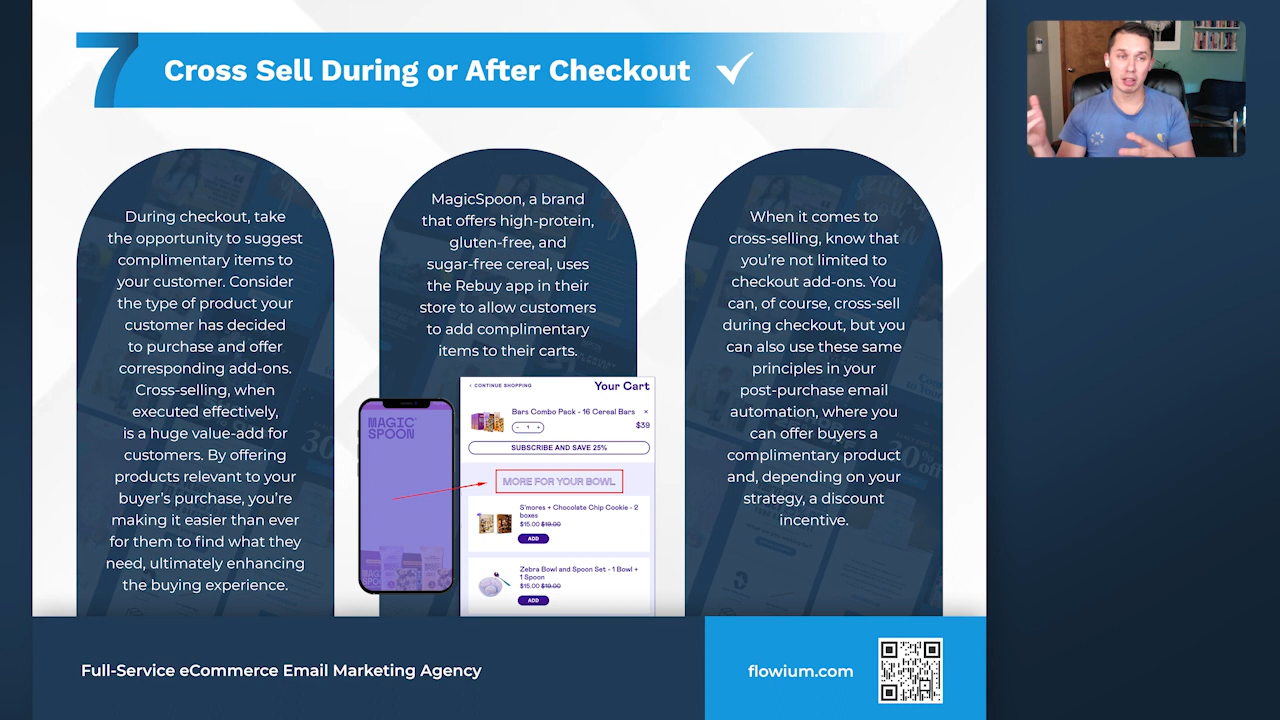 7
Cross Sell During or After Checkout
During checkout, take
the opportunity to suggest
complimentary items to
your customer. Consider
the type of product your
customer has decided
to purchase and offer
corresponding add-ons.
Cross-selling, when
executed effectively,
is a huge value-add for
customers. By offering
products relevant to your
buyer's purchase, you're
making it easier than ever
for them to find what they
need, ultimately enhancing
the buying experience.
MagicSpoon, a brand
that offers high-protein,
gluten-free, and
sugar-free cereal, uses
the Rebuy app in their
store to allow customers
to add complimentary
items to their carts.
MAGIC
SPOON
MAGIC
SPOON
‹ CONTINUE SHOPPING
Your Cart
Bars Combo Pack - 16 Cereal Bars ×
− 1 +
$39
SUBSCRIBE AND SAVE 25%
MORE FOR YOUR BOWL
S'mores + Chocolate Chip Cookie - 2
boxes
$15.00 $19.00
ADD
Zebra Bowl and Spoon Set - 1 Bowl +
1 Spoon
$15.00 $19.00
ADD
When it comes to
cross-selling, know that
you're not limited to
checkout add-ons. You
can, of course, cross-sell
during checkout, but you
can also use these same
principles in your
post-purchase email
automation, where you
can offer buyers a
complimentary product
and, depending on your
strategy, a discount
incentive.
Full-Service eCommerce Email Marketing Agency
flowium.com